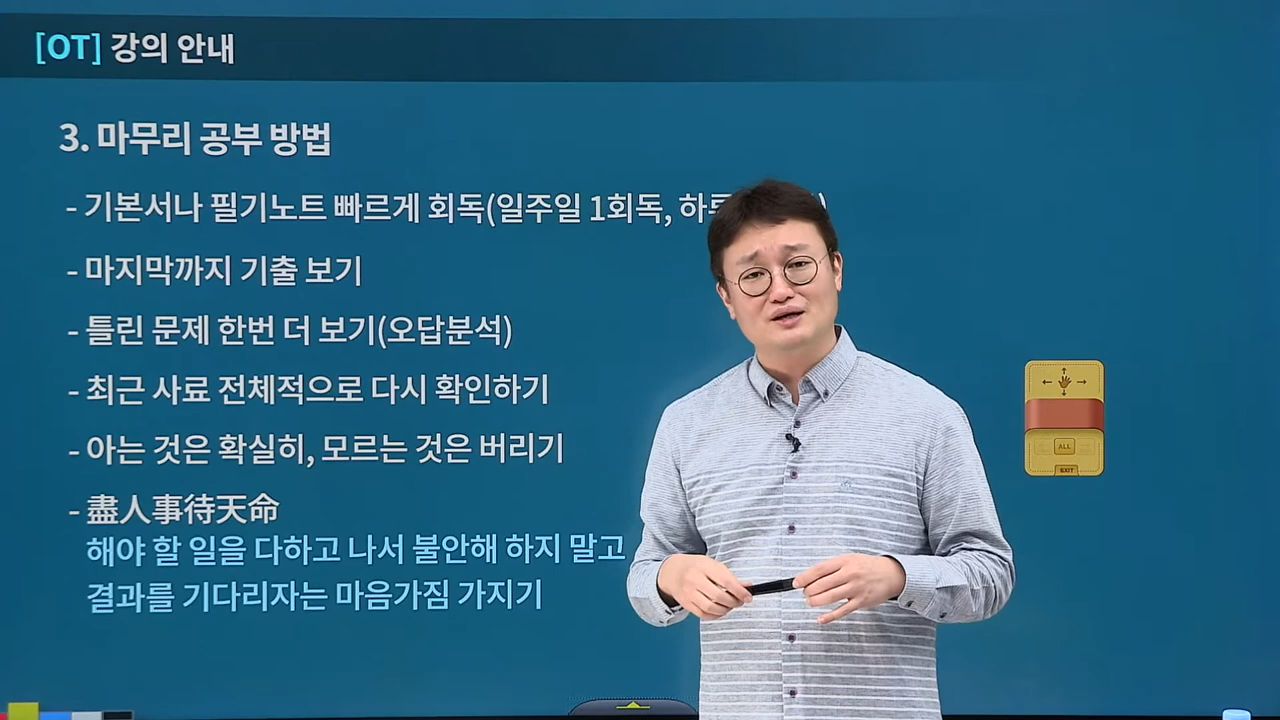 [OT] 강의 안내
3. 마무리 공부 방법
- 기본서나 필기노트 빠르게 회독(일주일 1회독,
- 마지막까지 기출 보기
- 틀린 문제 한번 더 보기(오답분석)
- 최근 사료 전체적으로 다시 확인하기
- 아는 것은 확실히, 모르는 것은 버리기
- 盡人事待天命
해야 할 일을 다하고 나서 불안해 하지 말고
결과를 기다리자는 마음가짐 가지기
ALL
EXIT